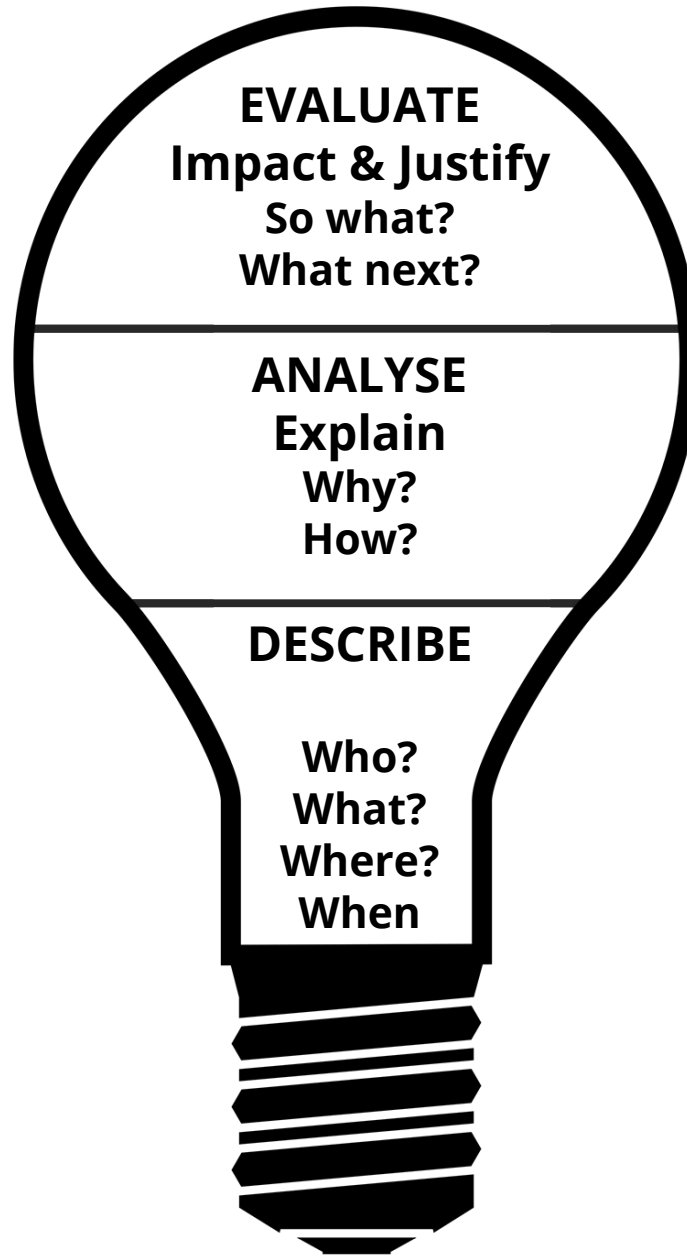 EVALUATE
Impact & Justify
So what?
What next?
ANALYSE
Explain
Why?
How?
DESCRIBE
Who?
What?
Where?
When